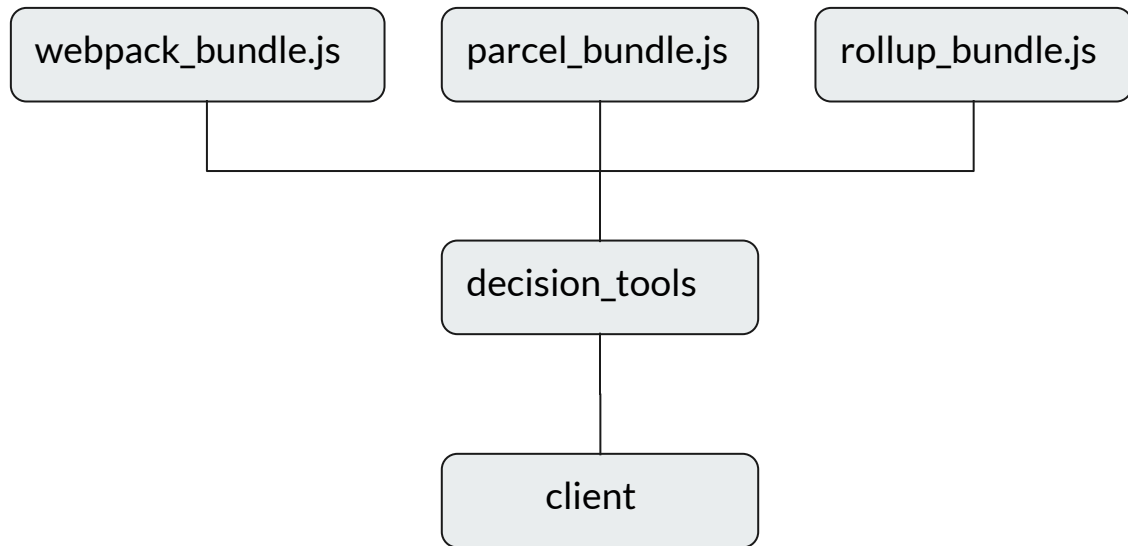 webpack_bundle.js
parcel_bundle.js
rollup_bundle.js
decision_tools
client